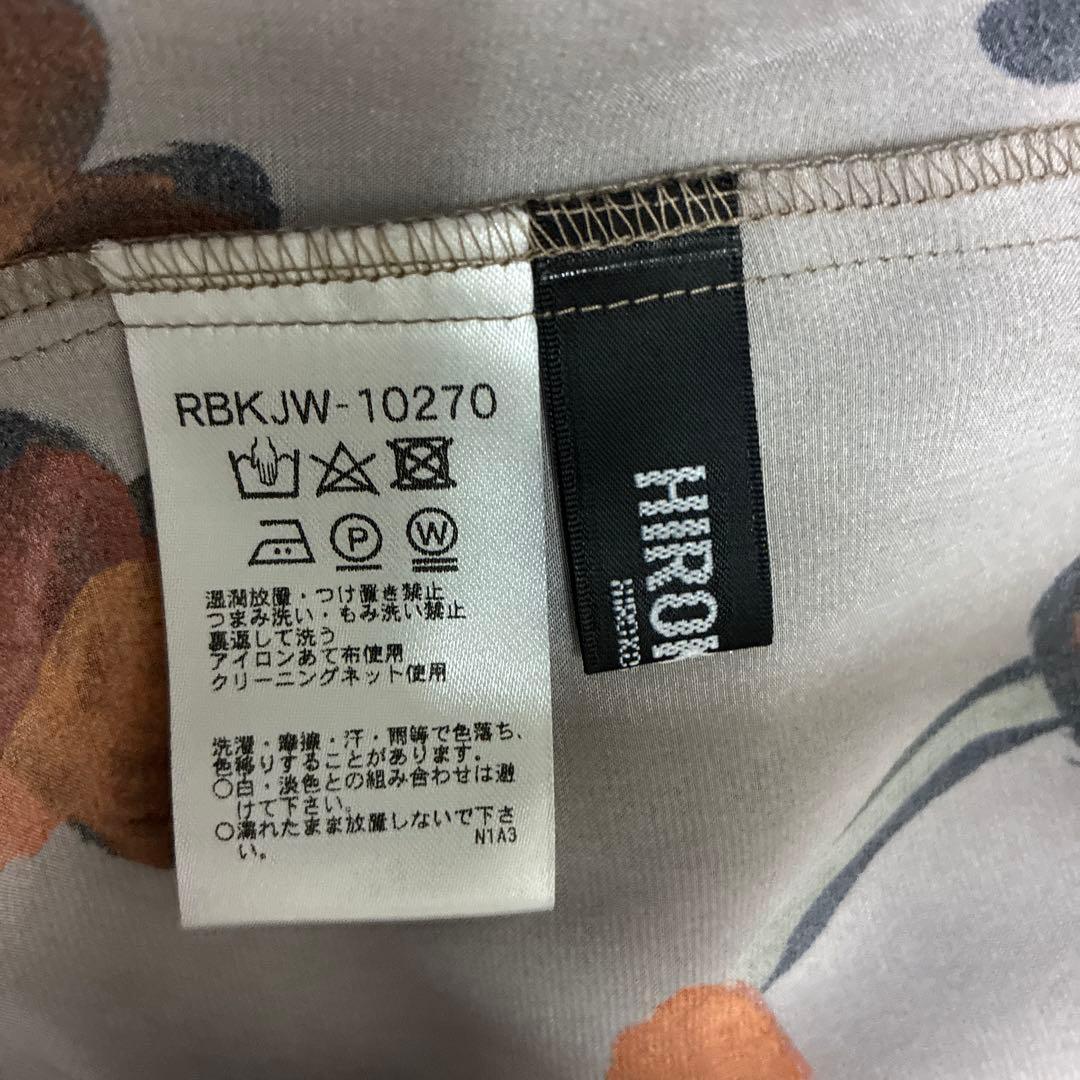 RBKJW-10270
P W
湿潤放置・つけ置き禁止
つまみ洗い・もみ洗い禁止
裏返して洗う
アイロンあて布使用
クリーニングネット使用
洗濯・摩擦・汗・雨等で色落ち、
色移りすることがあります。
○白・淡色との組み合わせは避
けて下さい。
○濡れたまま放置しないで下さ
い。
N1A3
HIROK
HIROKO